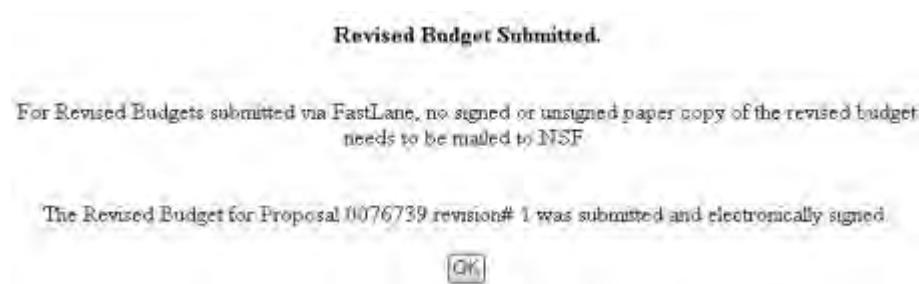 Revised Budget Submitted.
For Revised Budgets submitted via FastLane, no signed or unsigned paper copy of the revised budget
needs to be mailed to NSF
The Revised Budget for Proposal 0076739 revision# 1 was submitted and electronically signed
OK